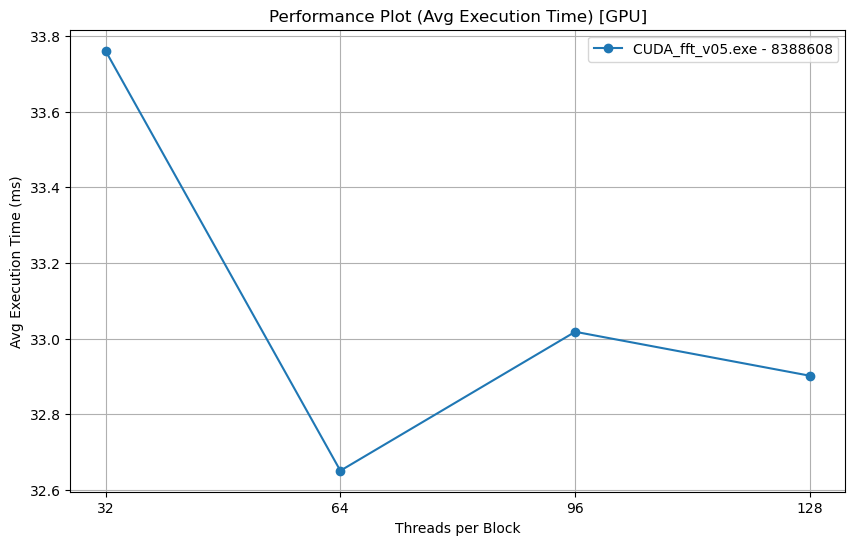 Performance Plot (Avg Execution Time) [GPU]
CUDA_fft_v05.exe - 8388608
Avg Execution Time (ms)
33.8
33.6
33.4
33.2
33.0
32.8
32.6
32
64
96
128
Threads per Block